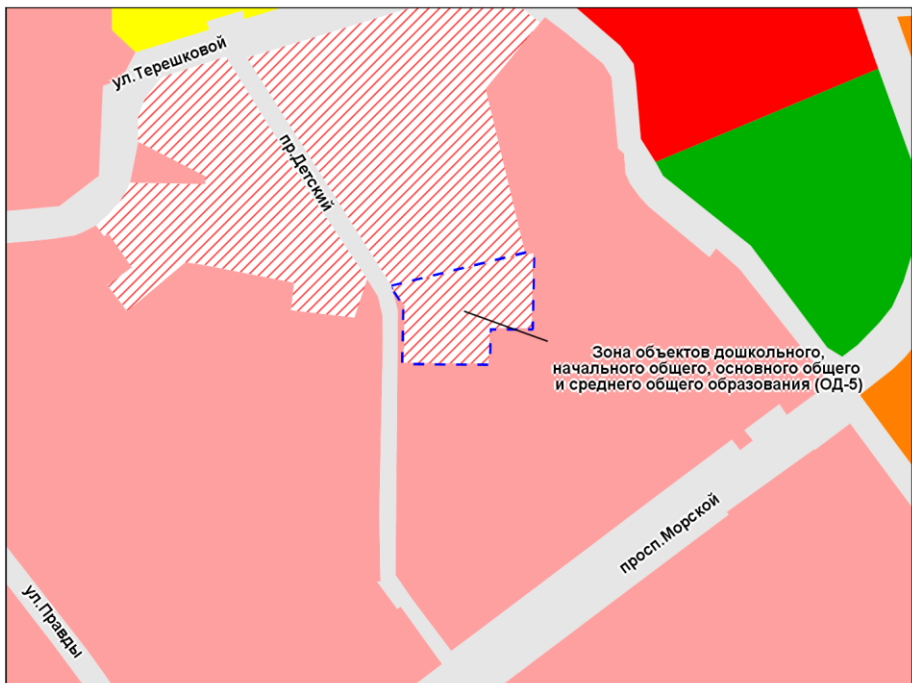 ул.Терешковой
пр.Детский
Зона объектов дошкольного,
начального общего, основного общего
и среднего общего образования (ОД-5)
просп.Морской
ул.Правды